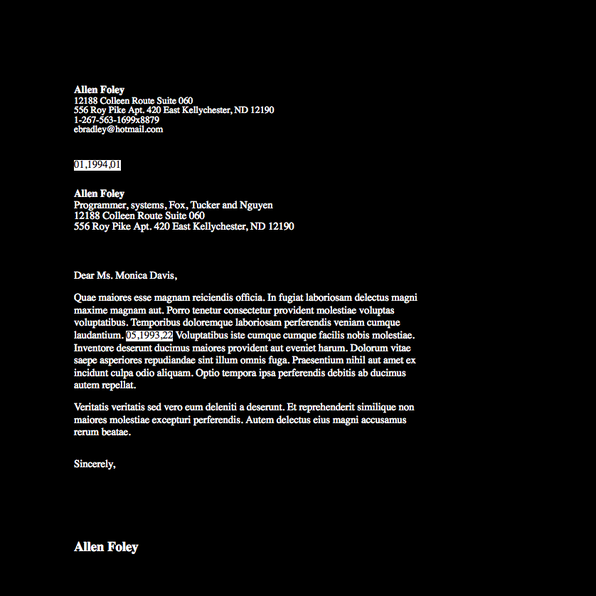 Allen Foley
12188 Colleen Route Suite 060
556 Roy Pike Apt. 420 East Kellychester, ND 12190
1-267-563-1699x8879
ebradley@hotmail.com
01,1994,01
Allen Foley
Programmer, systems, Fox, Tucker and Nguyen
12188 Colleen Route Suite 060
556 Roy Pike Apt. 420 East Kellychester, ND 12190
Dear Ms. Monica Davis,
Quae maiores esse magnam reiciendis officia. In fugiat laboriosam delectus magni
maxime magnam aut. Porro tenetur consectetur provident molestiae voluptas
voluptatibus. Temporibus doloremque laboriosam perferendis veniam cumque
laudantium. 05,1993,22 Voluptatibus iste cumque cumque facilis nobis molestiae.
Inventore deserunt ducimus maiores provident aut eveniet harum. Dolorum vitae
saepe asperiores repudiandae sint illum omnis fuga. Praesentium nihil aut amet ex
incidunt culpa odio aliquam. Optio tempora ipsa perferendis debitis ab ducimus
autem repellat.
Veritatis veritatis sed vero eum deleniti a deserunt. Et reprehenderit similique non
maiores molestiae excepturi perferendis. Autem delectus eius magni accusamus
rerum beatae.
Sincerely,
Allen Foley